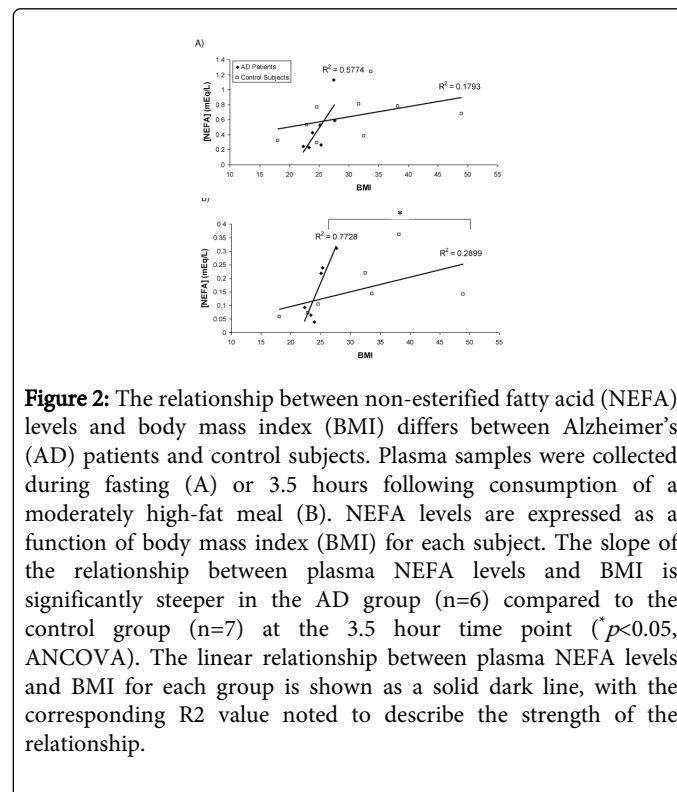 A)
AD Patients
Control Subjects
R² = 0.5774
R² = 0.1793
[NEFA] (mEq/L)
1.4
1.2
1
0.8
0.6
0.4
0.2
0
10 15 20 25 30 35 40 45 50 55
BMI
*
R² = 0.7728
R² = 0.2899
[NEFA] (mEq/L)
0.4
0.35
0.3
0.25
0.2
0.15
0.1
0.05
0
10 15 20 25 30 35 40 45 50 55
BMI
Figure 2: The relationship between non-esterified fatty acid (NEFA)
levels and body mass index (BMI) differs between Alzheimer's
(AD) patients and control subjects. Plasma samples were collected
during fasting (A) or 3.5 hours following consumption of a
moderately high-fat meal (B). NEFA levels are expressed as a
function of body mass index (BMI) for each subject. The slope of
the relationship between plasma NEFA levels and BMI is
significantly steeper in the AD group (n=6) compared to the
control group (n=7) at the 3.5 hour time point (*p<0.05,
ANCOVA). The linear relationship between plasma NEFA levels
and BMI for each group is shown as a solid dark line, with the
corresponding R2 value noted to describe the strength of the
relationship.